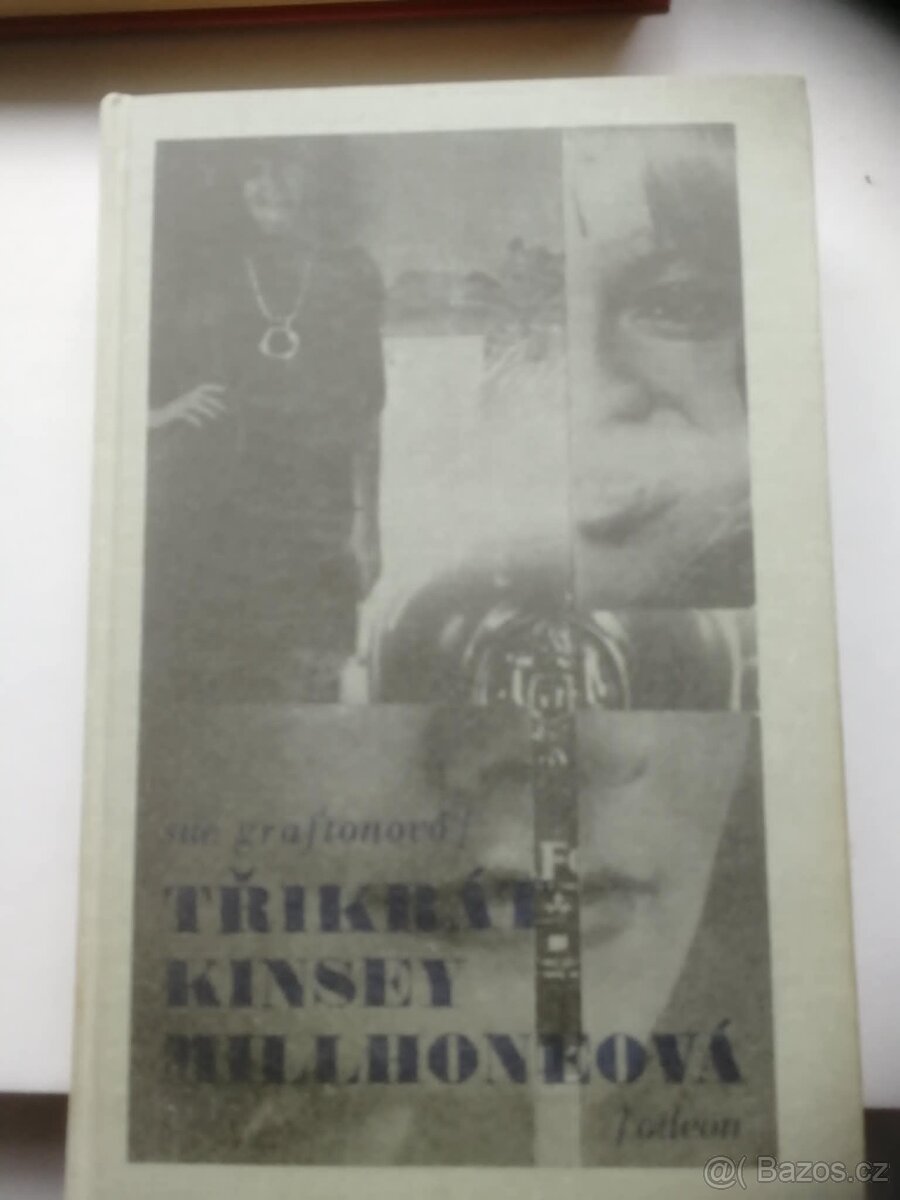 sue graftonová/
TŘIKRÁT
KINSEY
MILLHONEOVÁ
/odeon
@( Bazos.cz